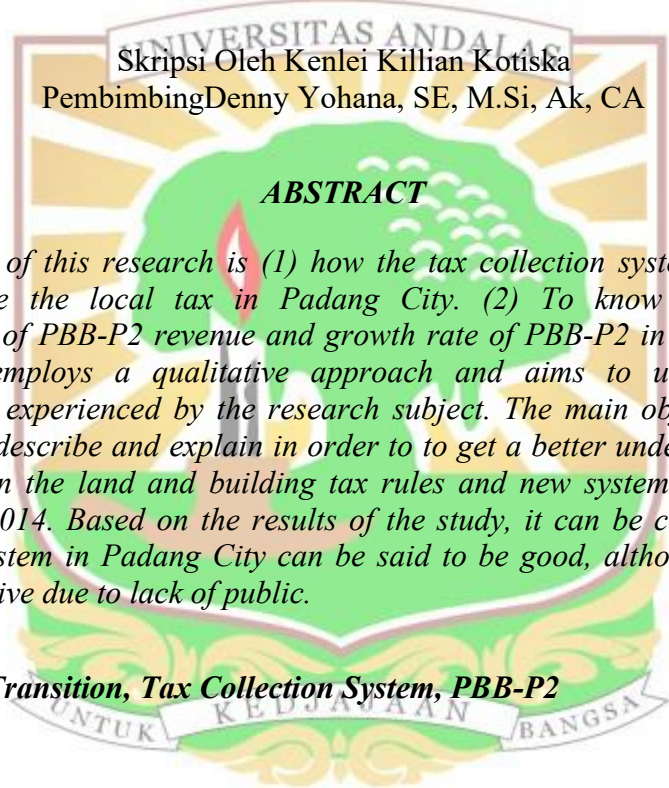 UNIVERSITAS ANDALAS
Skripsi Oleh Kenlei Killian Kotiska
PembimbingDenny Yohana, SE, M.Si, Ak, CA
ABSTRACT
of this research is (1) how the tax collection syste
e the local tax in Padang City. (2) To know
of PBB-P2 revenue and growth rate of PBB-P2 in
employs a qualitative approach and aims to u
experienced by the research subject. The main ob
describe and explain in order to to get a better unde
n the land and building tax rules and new system
014. Based on the results of the study, it can be c
stem in Padang City can be said to be good, altho
ive due to lack of public.
Transition, Tax Collection System, PBB-P2
UNTUK KEDJAJAAN BANGSA